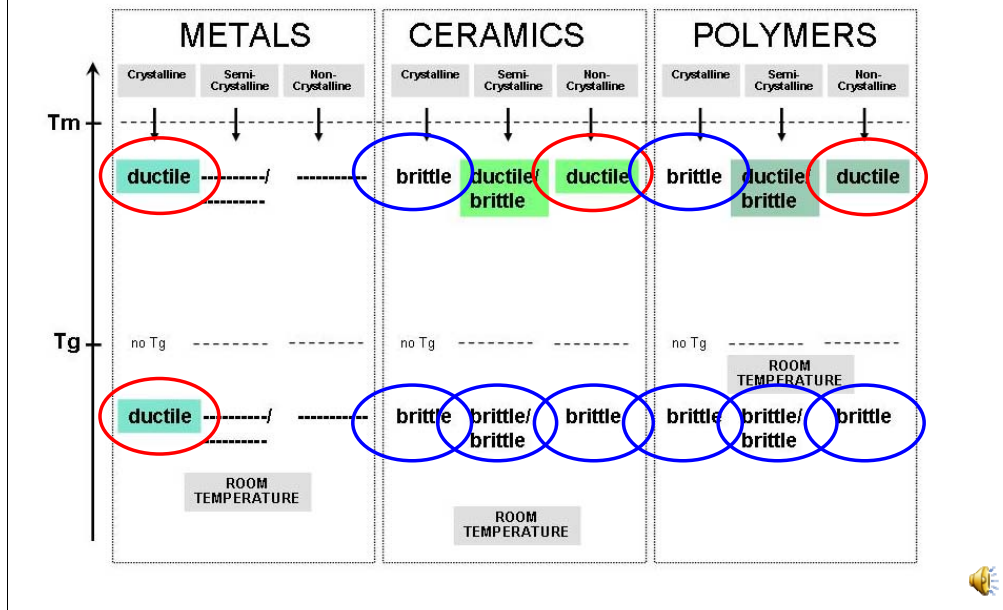 METALS CERAMICS POLYMERS
Crystalline Semi- Non- Crystalline Semi- Non- Crystalline Semi- Non-
Crystalline Crystalline Crystalline Crystalline Crystalline Crystalline
Tm
ductile ---------/ --------- brittle ductile/ ductile brittle ductile/ ductile
--------- brittle brittle
Tg no Tg no Tg no Tg
ROOM
TEMPERATURE
ductile ---------/ --------- brittle brittle/ brittle brittle brittle/ brittle
--------- brittle brittle
ROOM
TEMPERATURE
ROOM
TEMPERATURE